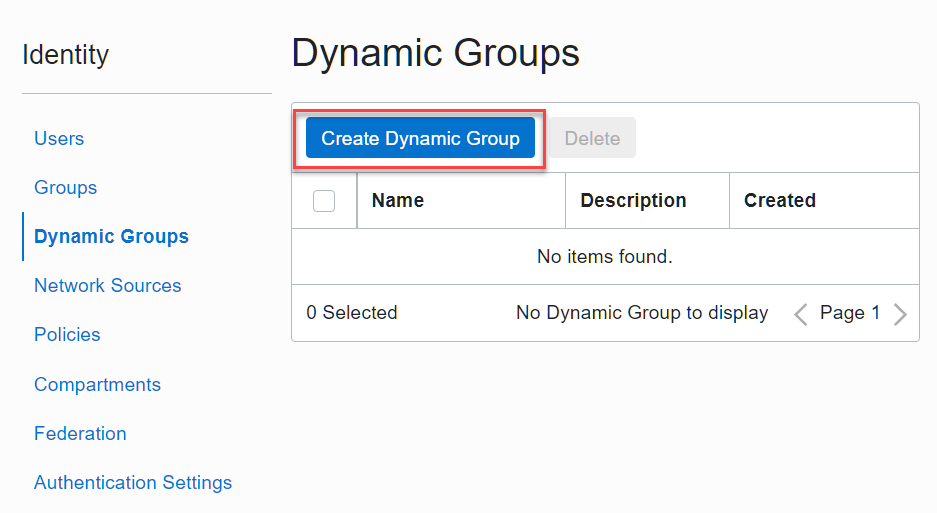 Identity
Users
Groups
Dynamic Groups
Network Sources
Policies
Compartments
Federation
Authentication Settings
Dynamic Groups
Create Dynamic Group Delete
Name Description Created
No items found.
0 Selected No Dynamic Group to display Page 1